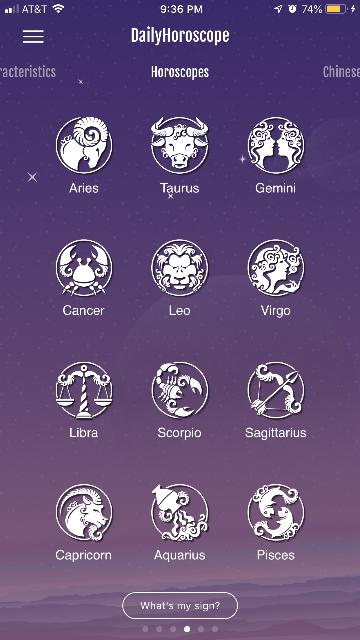 AT&T 9:36 PM 74%
DailyHoroscope
racteristics Horoscopes Chinese
Aries Taurus Gemini
Cancer Leo Virgo
Libra Scorpio Sagittarius
Capricorn Aquarius Pisces
What's my sign?